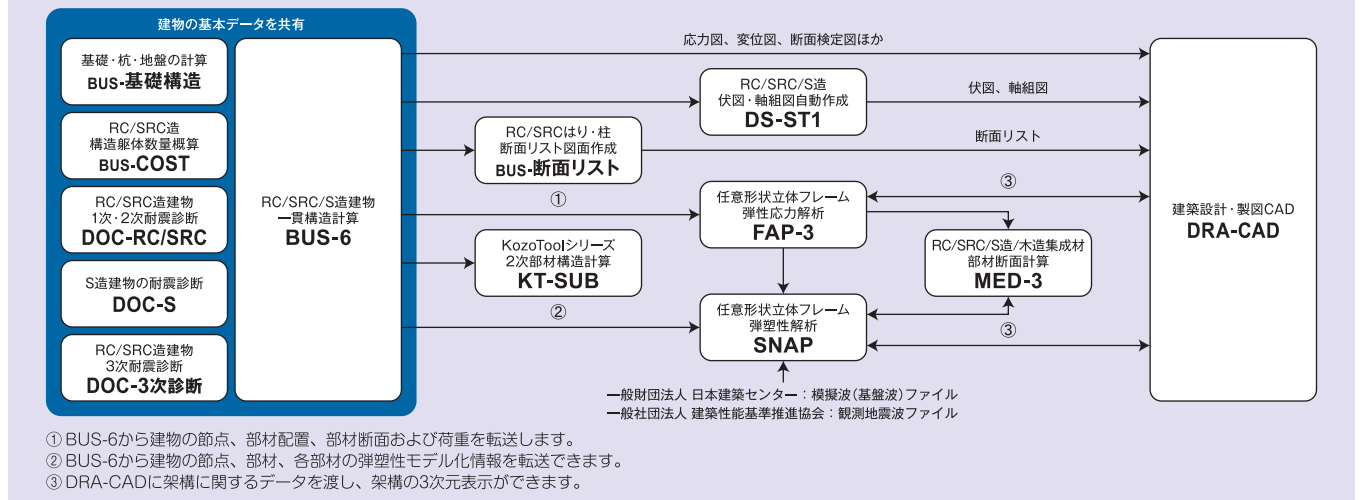 建物の基本データを共有
基礎・杭・地盤の計算
BUS-基礎構造
RC/SRC造
構造躯体数量概算
BUS-COST
RC/SRC造建物
1次・2次耐震診断
DOC-RC/SRC
S造建物の耐震診断
DOC-S
RC/SRC造建物
3次耐震診断
DOC-3次診断
RC/SRC/S造建物
一貫構造計算
BUS-6
応力図、変位図、断面検定図ほか
RC/SRC/S造
伏図・軸組図自動作成
DS-ST1
伏図、軸組図
RC/SRCはり・柱
断面リスト図面作成
BUS-断面リスト
断面リスト
①
任意形状立体フレーム
弾性応力解析
FAP-3
③
KozoToolシリーズ
2次部材構造計算
KT-SUB
RC/SRC/S造/木造集成材
部材断面計算
MED-3
②
任意形状立体フレーム
弾塑性解析
SNAP
③
建築設計・製図CAD
DRA-CAD
一般財団法人 日本建築センター：模擬波（基盤波）ファイル
一般社団法人 建築性能基準推進協会：観測地震波ファイル
① BUS-6から建物の節点、部材配置、部材断面および荷重を転送します。
② BUS-6から建物の節点、部材、各部材の弾塑性モデル化情報を転送できます。
③ DRA-CADに架構に関するデータを渡し、架構の3次元表示ができます。